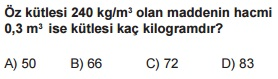 Öz kütlesi 240 kg/m³ olan maddenin hacmi
0,3 m³ ise kütlesi kaç kilogramdır?
A) 50 B) 66 C) 72 D) 83